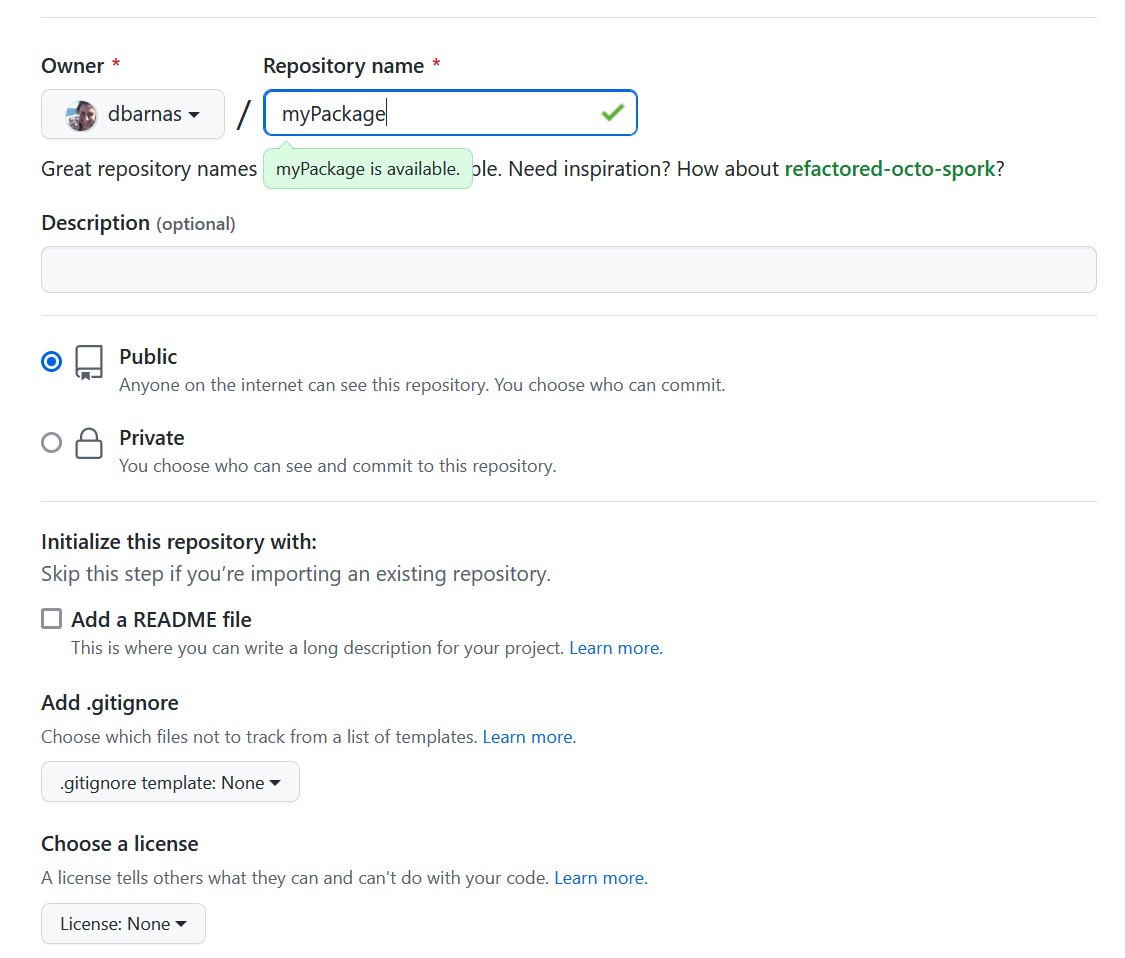 Owner * Repository name *
dbarnas / myPackage
Great repository names ple. Need inspiration? How about refactored-octo-spork?
myPackage is available.
Description (optional)
Public
Anyone on the internet can see this repository. You choose who can commit.
Private
You choose who can see and commit to this repository.
Initialize this repository with:
Skip this step if you’re importing an existing repository.
Add a README file
This is where you can write a long description for your project. Learn more.
Add .gitignore
Choose which files not to track from a list of templates. Learn more.
.gitignore template: None
Choose a license
A license tells others what they can and can't do with your code. Learn more.
License: None